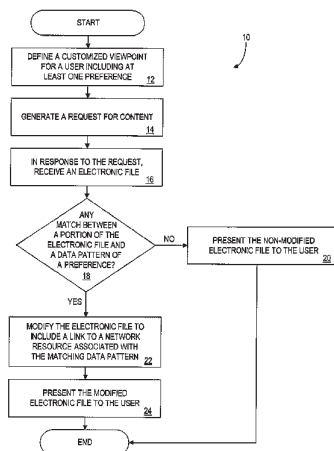 START
10
DEFINE A CUSTOMIZED VIEWPOINT
FOR A USER INCLUDING AT
LEAST ONE PREFERENCE
12
GENERATE A REQUEST FOR CONTENT
14
IN RESPONSE TO THE REQUEST,
RECEIVE AN ELECTRONIC FILE
16
ANY
MATCH BETWEEN
A PORTION OF THE
ELECTRONIC FILE AND
A DATA PATTERN OF
A PREFERENCE?
18
NO
PRESENT THE NON-MODIFIED
ELECTRONIC FILE TO THE USER
20
YES
MODIFY THE ELECTRONIC FILE TO
INCLUDE A LINK TO A NETWORK
RESOURCE ASSOCIATED WITH
THE MATCHING DATA PATTERN
22
PRESENT THE MODIFIED
ELECTRONIC FILE TO THE USER
24
END